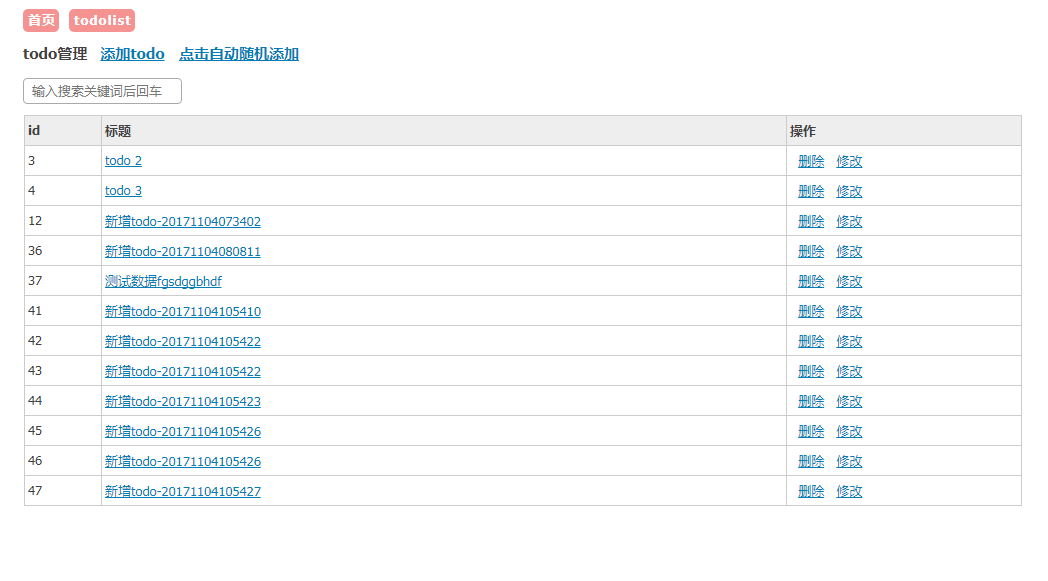 首页 todolist
todo管理 添加todo 点击自动随机添加
输入搜索关键词后回车
id 标题 操作
3 todo 2 删除 修改
4 todo 3 删除 修改
12 新增todo-20171104073402 删除 修改
36 新增todo-20171104080811 删除 修改
37 测试数据fgsdggbhdf 删除 修改
41 新增todo-20171104105410 删除 修改
42 新增todo-20171104105422 删除 修改
43 新增todo-20171104105422 删除 修改
44 新增todo-20171104105423 删除 修改
45 新增todo-20171104105426 删除 修改
46 新增todo-20171104105426 删除 修改
47 新增todo-20171104105427 删除 修改